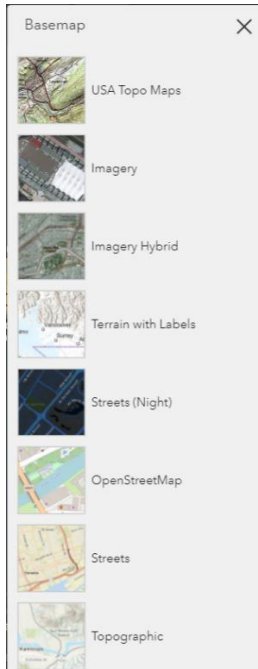 Basemap
USA Topo Maps
Imagery
Imagery Hybrid
Terrain with Labels
Streets (Night)
OpenStreetMap
Streets
Topographic